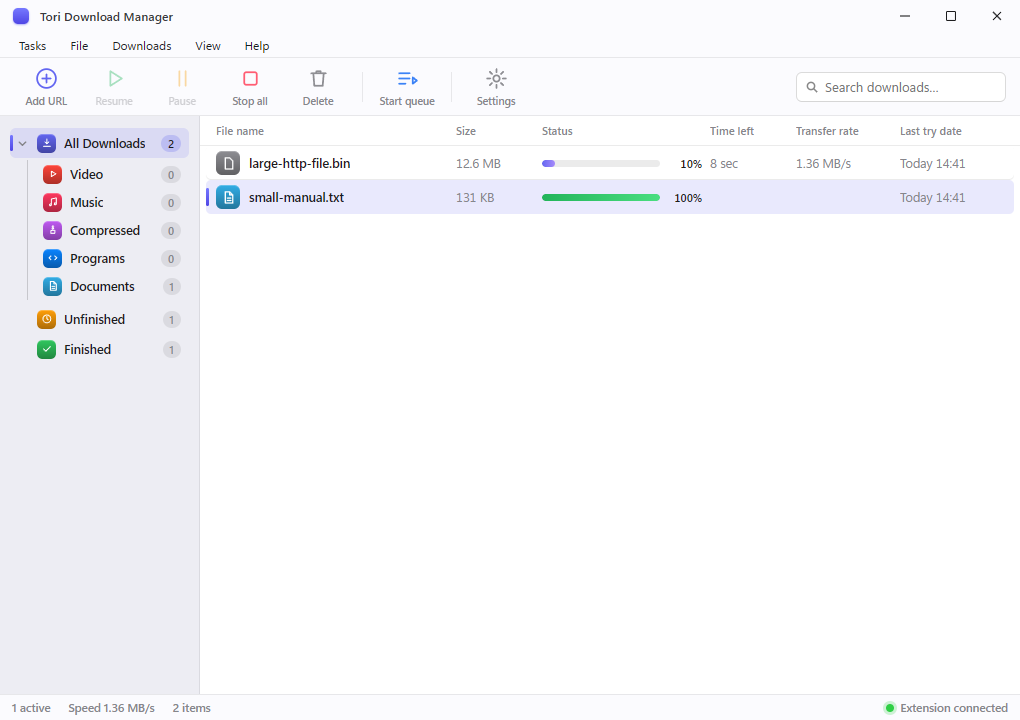 Tori Download Manager
Tasks File Downloads View Help
Add URL Resume Pause Stop all Delete Start queue Settings Search downloads...
File name Size Status Time left Transfer rate Last try date
All Downloads 2
Video 0
Music 0
Compressed 0
Programs 0
Documents 1
Unfinished 1
Finished 1
large-http-file.bin 12.6 MB 10% 8 sec 1.36 MB/s Today 14:41
small-manual.txt 131 KB 100% Today 14:41
1 active Speed 1.36 MB/s 2 items Extension connected